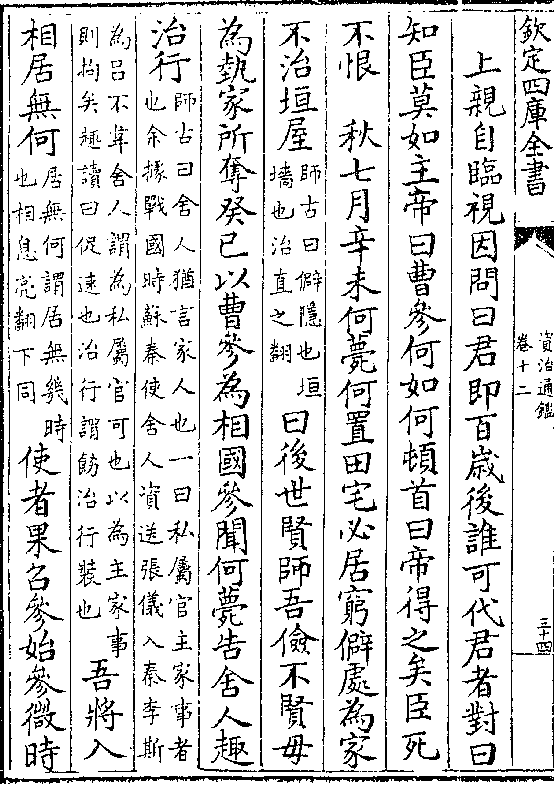 欽定四庫全書
資治通鑑
卷十二
三十四
上親自臨視因問曰君即百歲後誰可代君者對曰
知臣莫如主帝曰曹參何如何頓首曰帝得之矣臣死
不恨　秋七月辛未何薨何置田宅必居窮僻處為家
不治垣屋師古曰僻隱也垣
墻也治直之翻曰後世賢師吾儉不賢毋
為埶家所奪癸巳以曹參為相國參聞何薨告舍人趣
治行師古曰舍人猶言家人也一曰私屬官主家事者
也余據戰國時蘇秦使舍人資送張儀入秦李斯
為呂不韋舍人謂為私屬官可也以為主家事
則拘矣趣讀曰促速也治行謂飭治行裝也吾將入
相居無何居無何謂居無幾時
也相息亮翻下同使者果召參始參微時